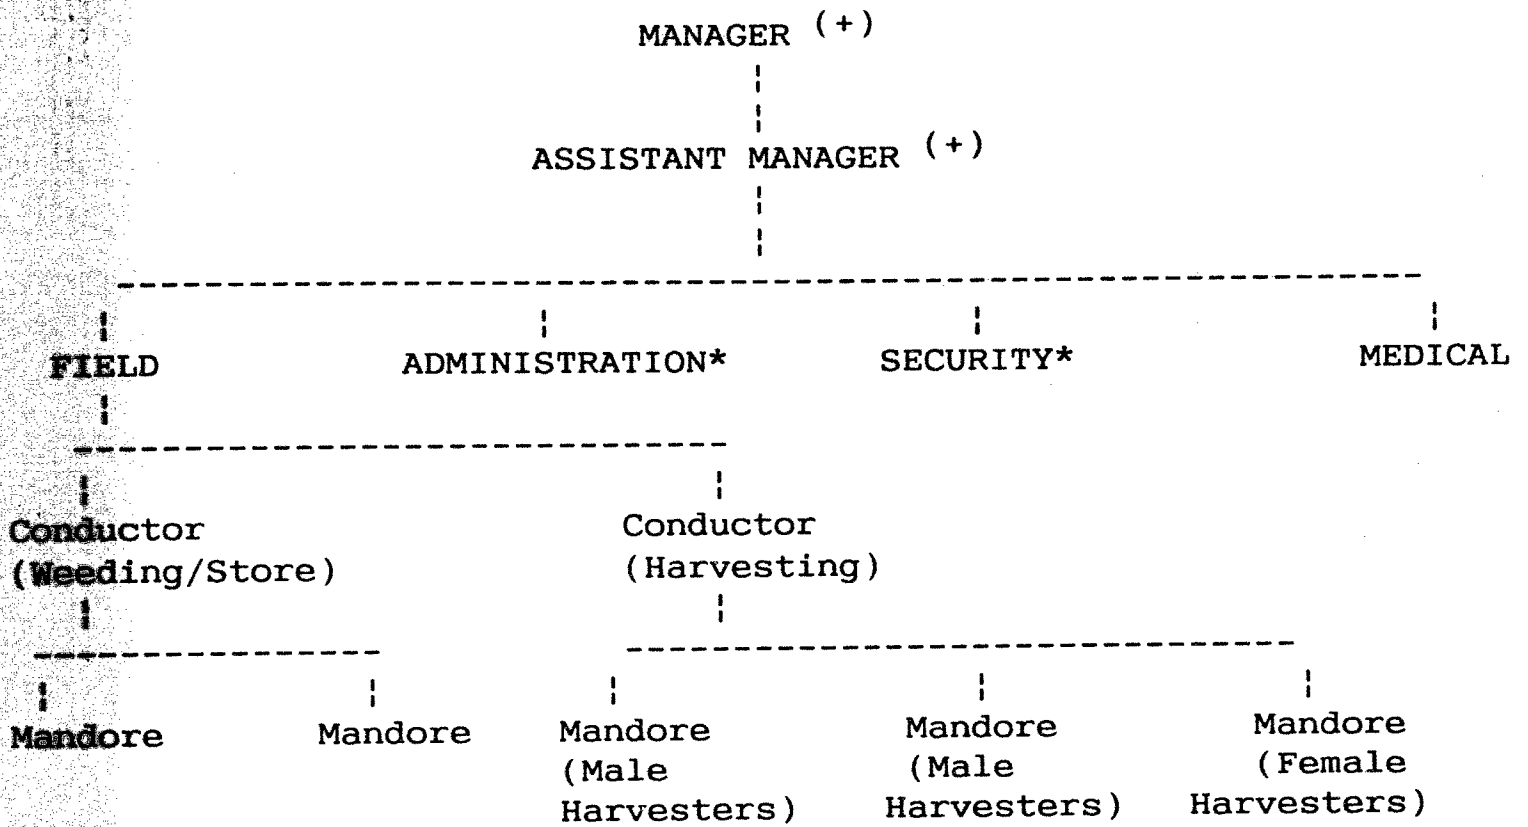 MANAGER (+)
ASSISTANT MANAGER (+)
FIELD ADMINISTRATION* SECURITY* MEDICAL
Conductor Conductor
(Weeding/Store) (Harvesting)
Mandore Mandore Mandore Mandore Mandore
(Male (Male (Female
Harvesters) Harvesters) Harvesters)